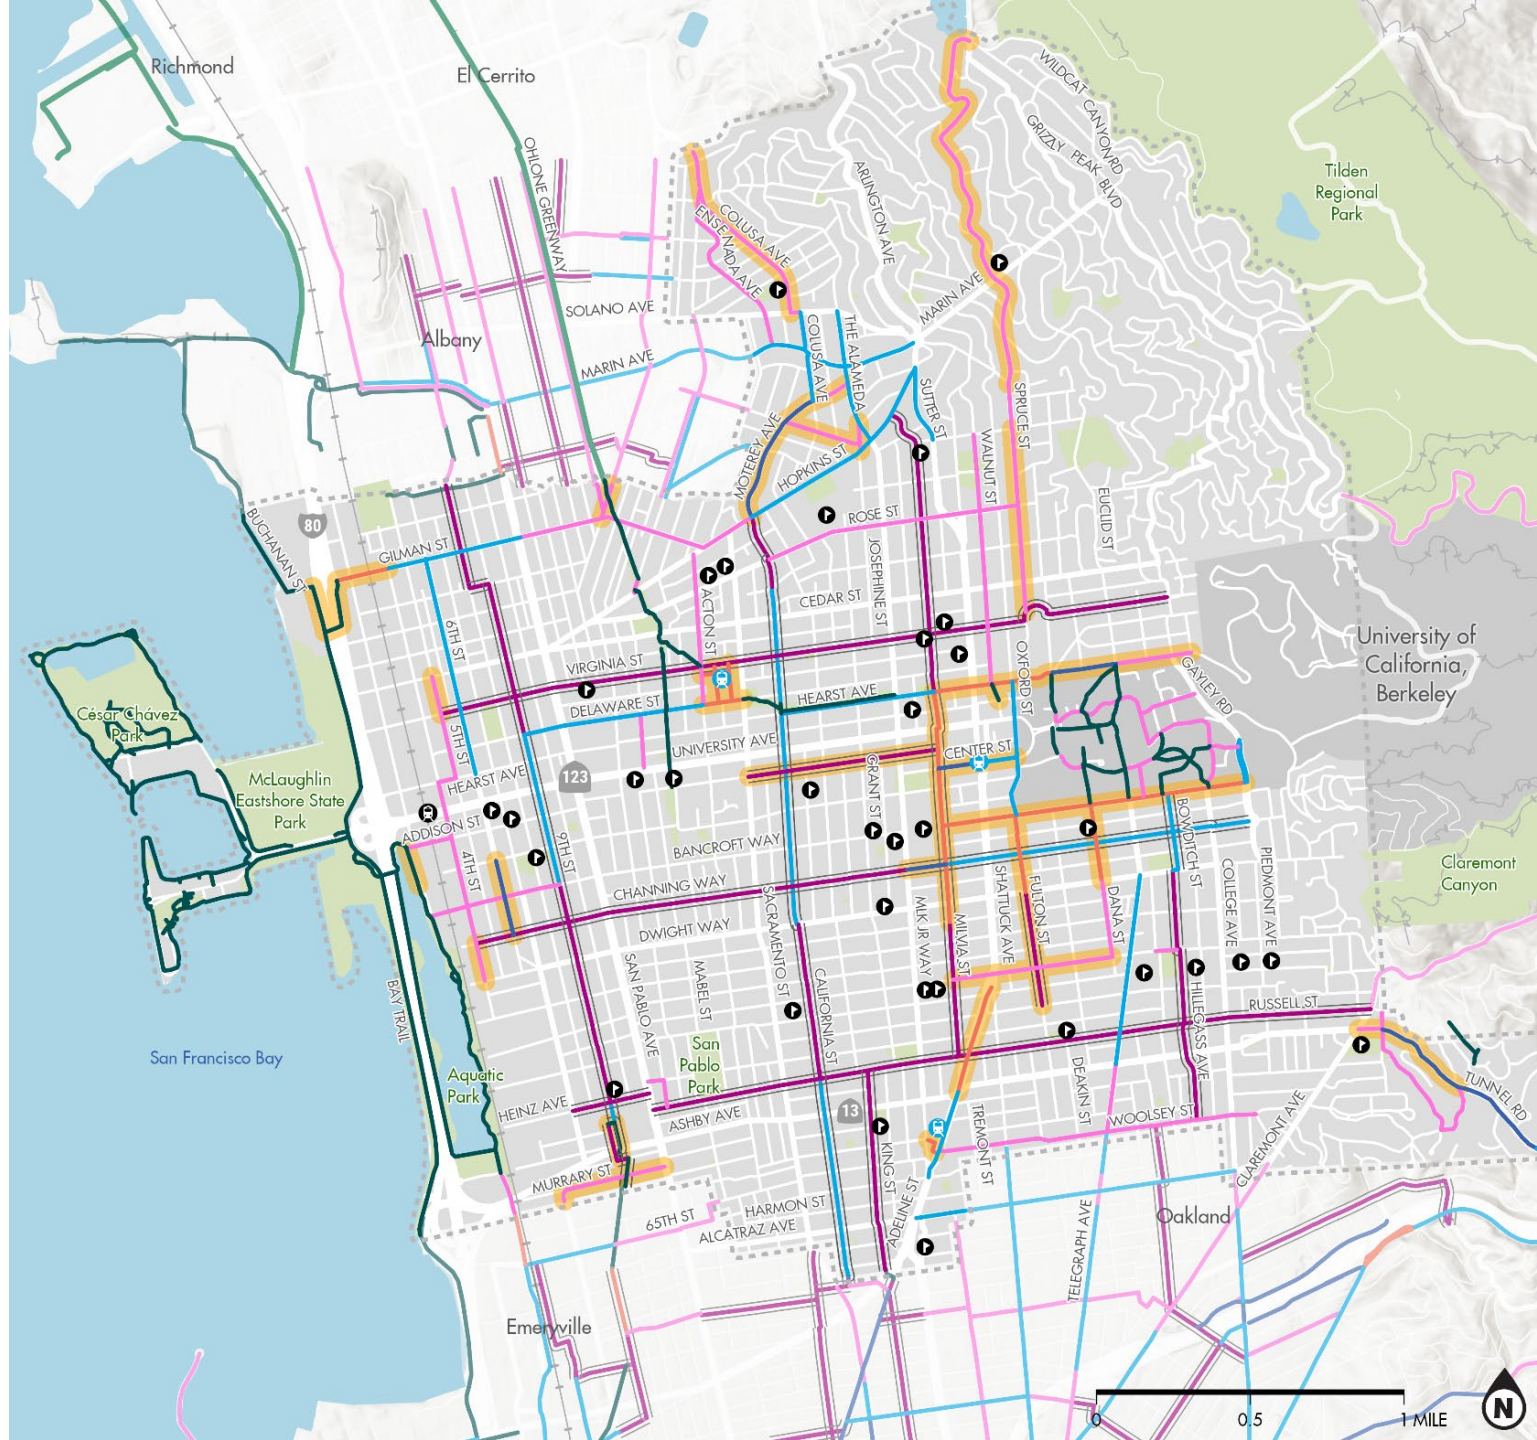 Richmond
El Cerrito
WILDCAT CANYON RD
GRIZZLY PEAK BLVD
OHLONE GREENWAY
ARLINGTON AVE
Tilden
Regional
Park
COLUSA AVE
ENSENADA AVE
MARIN AVE
SOLANO AVE
Albany
COLUSA AVE
THE ALAMEDA
MARIN AVE
SUTTER ST
SPRUCE ST
MOTEREY AVE
HOPKINS ST
WALNUT ST
EUCLID ST
BUCHANAN ST
80
GILMAN ST
ROSE ST
JOSEPHINE ST
ACTON ST
CEDAR ST
6TH ST
VIRGINIA ST
OXFORD ST
University of
California,
Berkeley
GAYLEY RD
DELAWARE ST
HEARST AVE
César Chávez
Park
5TH ST
UNIVERSITY AVE
CENTER ST
McLaughlin
Eastshore State
Park
HEARST AVE
123
GRANT ST
ADDISON ST
BOWDITCH ST
4TH ST
9TH ST
BANCROFT WAY
Claremont
Canyon
CHANNING WAY
SACRAMENTO ST
SHATTUCK AVE
FULTON ST
DANA ST
COLLEGE AVE
PIEDMONT AVE
DWIGHT WAY
MLK JR WAY
MILVIA ST
SAN PABLO AVE
MABEL ST
CALIFORNIA ST
BAY TRAIL
HILLEGASS AVE
RUSSELL ST
San Francisco Bay
San
Pablo
Park
Aquatic
Park
DEAKIN ST
TUNNEL RD
HEINZ AVE
ASHBY AVE
13
TREMONT ST
WOOLSEY ST
CLAREMONT AVE
KING ST
MURRARY ST
ADELINE ST
HARMON ST
65TH ST
ALCATRAZ AVE
Oakland
TELEGRAPH AVE
Emeryville
0 0.5 1 MILE
N